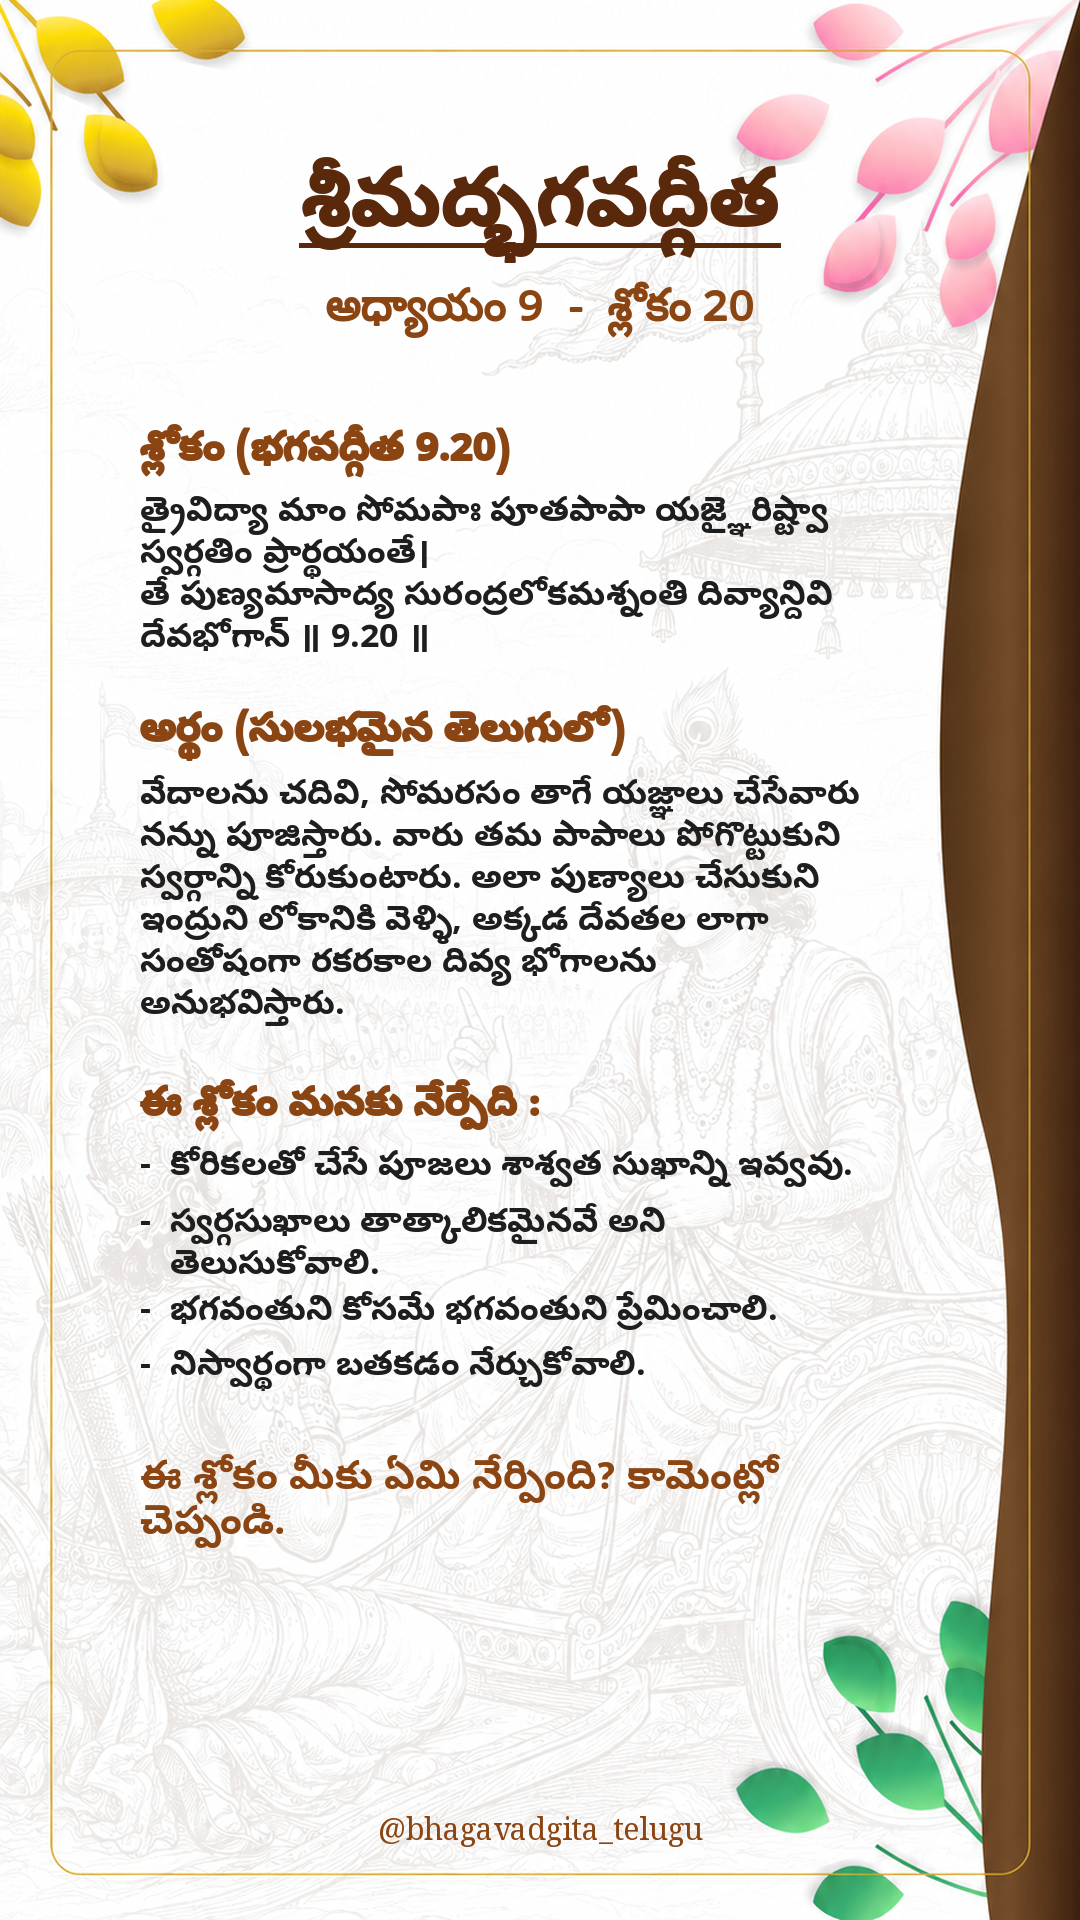 శ్రీమద్భగవద్గీత
అధ్యాయం 9 - శ్లోకం 20
శ్లోకం (భగవద్గీత 9.20)
త్రైవిద్యా మాం సోమపాః పూతపాపా యజ్ఞైరిష్ట్వా
స్వర్గతిం ప్రార్థయంతే।
తే పుణ్యమాసాద్య సురంద్రలోకమశ్నంతి దివ్యాన్దివి
దేవభోగాన్ ॥ 9.20 ॥
అర్థం (సులభమైన తెలుగులో)
వేదాలను చదివి, సోమరసం తాగే యజ్ఞాలు చేసేవారు
నన్ను పూజిస్తారు. వారు తమ పాపాలు పోగొట్టుకుని
స్వర్గాన్ని కోరుకుంటారు. అలా పుణ్యాలు చేసుకుని
ఇంద్రుని లోకానికి వెళ్ళి, అక్కడ దేవతల లాగా
సంతోషంగా రకరకాల దివ్య భోగాలను
అనుభవిస్తారు.
ఈ శ్లోకం మనకు నేర్పేది :
- కోరికలతో చేసే పూజలు శాశ్వత సుఖాన్ని ఇవ్వవు.
- స్వర్గసుఖాలు తాత్కాలికమైనవే అని
తెలుసుకోవాలి.
- భగవంతుని కోసమే భగవంతుని ప్రేమించాలి.
- నిస్వార్థంగా బతకడం నేర్చుకోవాలి.
ఈ శ్లోకం మీకు ఏమి నేర్పింది? కామెంట్లో
చెప్పండి.
@bhagavadgita_telugu